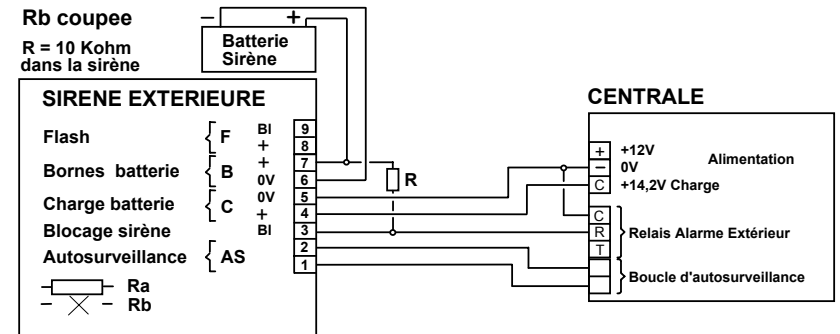 Rb coupee
R = 10 Kohm
dans la sirène
− +
Batterie
Sirène
SIRENE EXTERIEURE
Flash { F Bl 9
+ 8
Bornes batterie { B + 7
0V 6
Charge batterie { C 0V 5
+ 4
Blocage sirène Bl 3
Autosurveillance { AS 2
1
Ra
Rb
R
CENTRALE
+ +12V
− 0V
Alimentation
C +14,2V Charge
C
R Relais Alarme Extérieur
T
Boucle d'autosurveillance